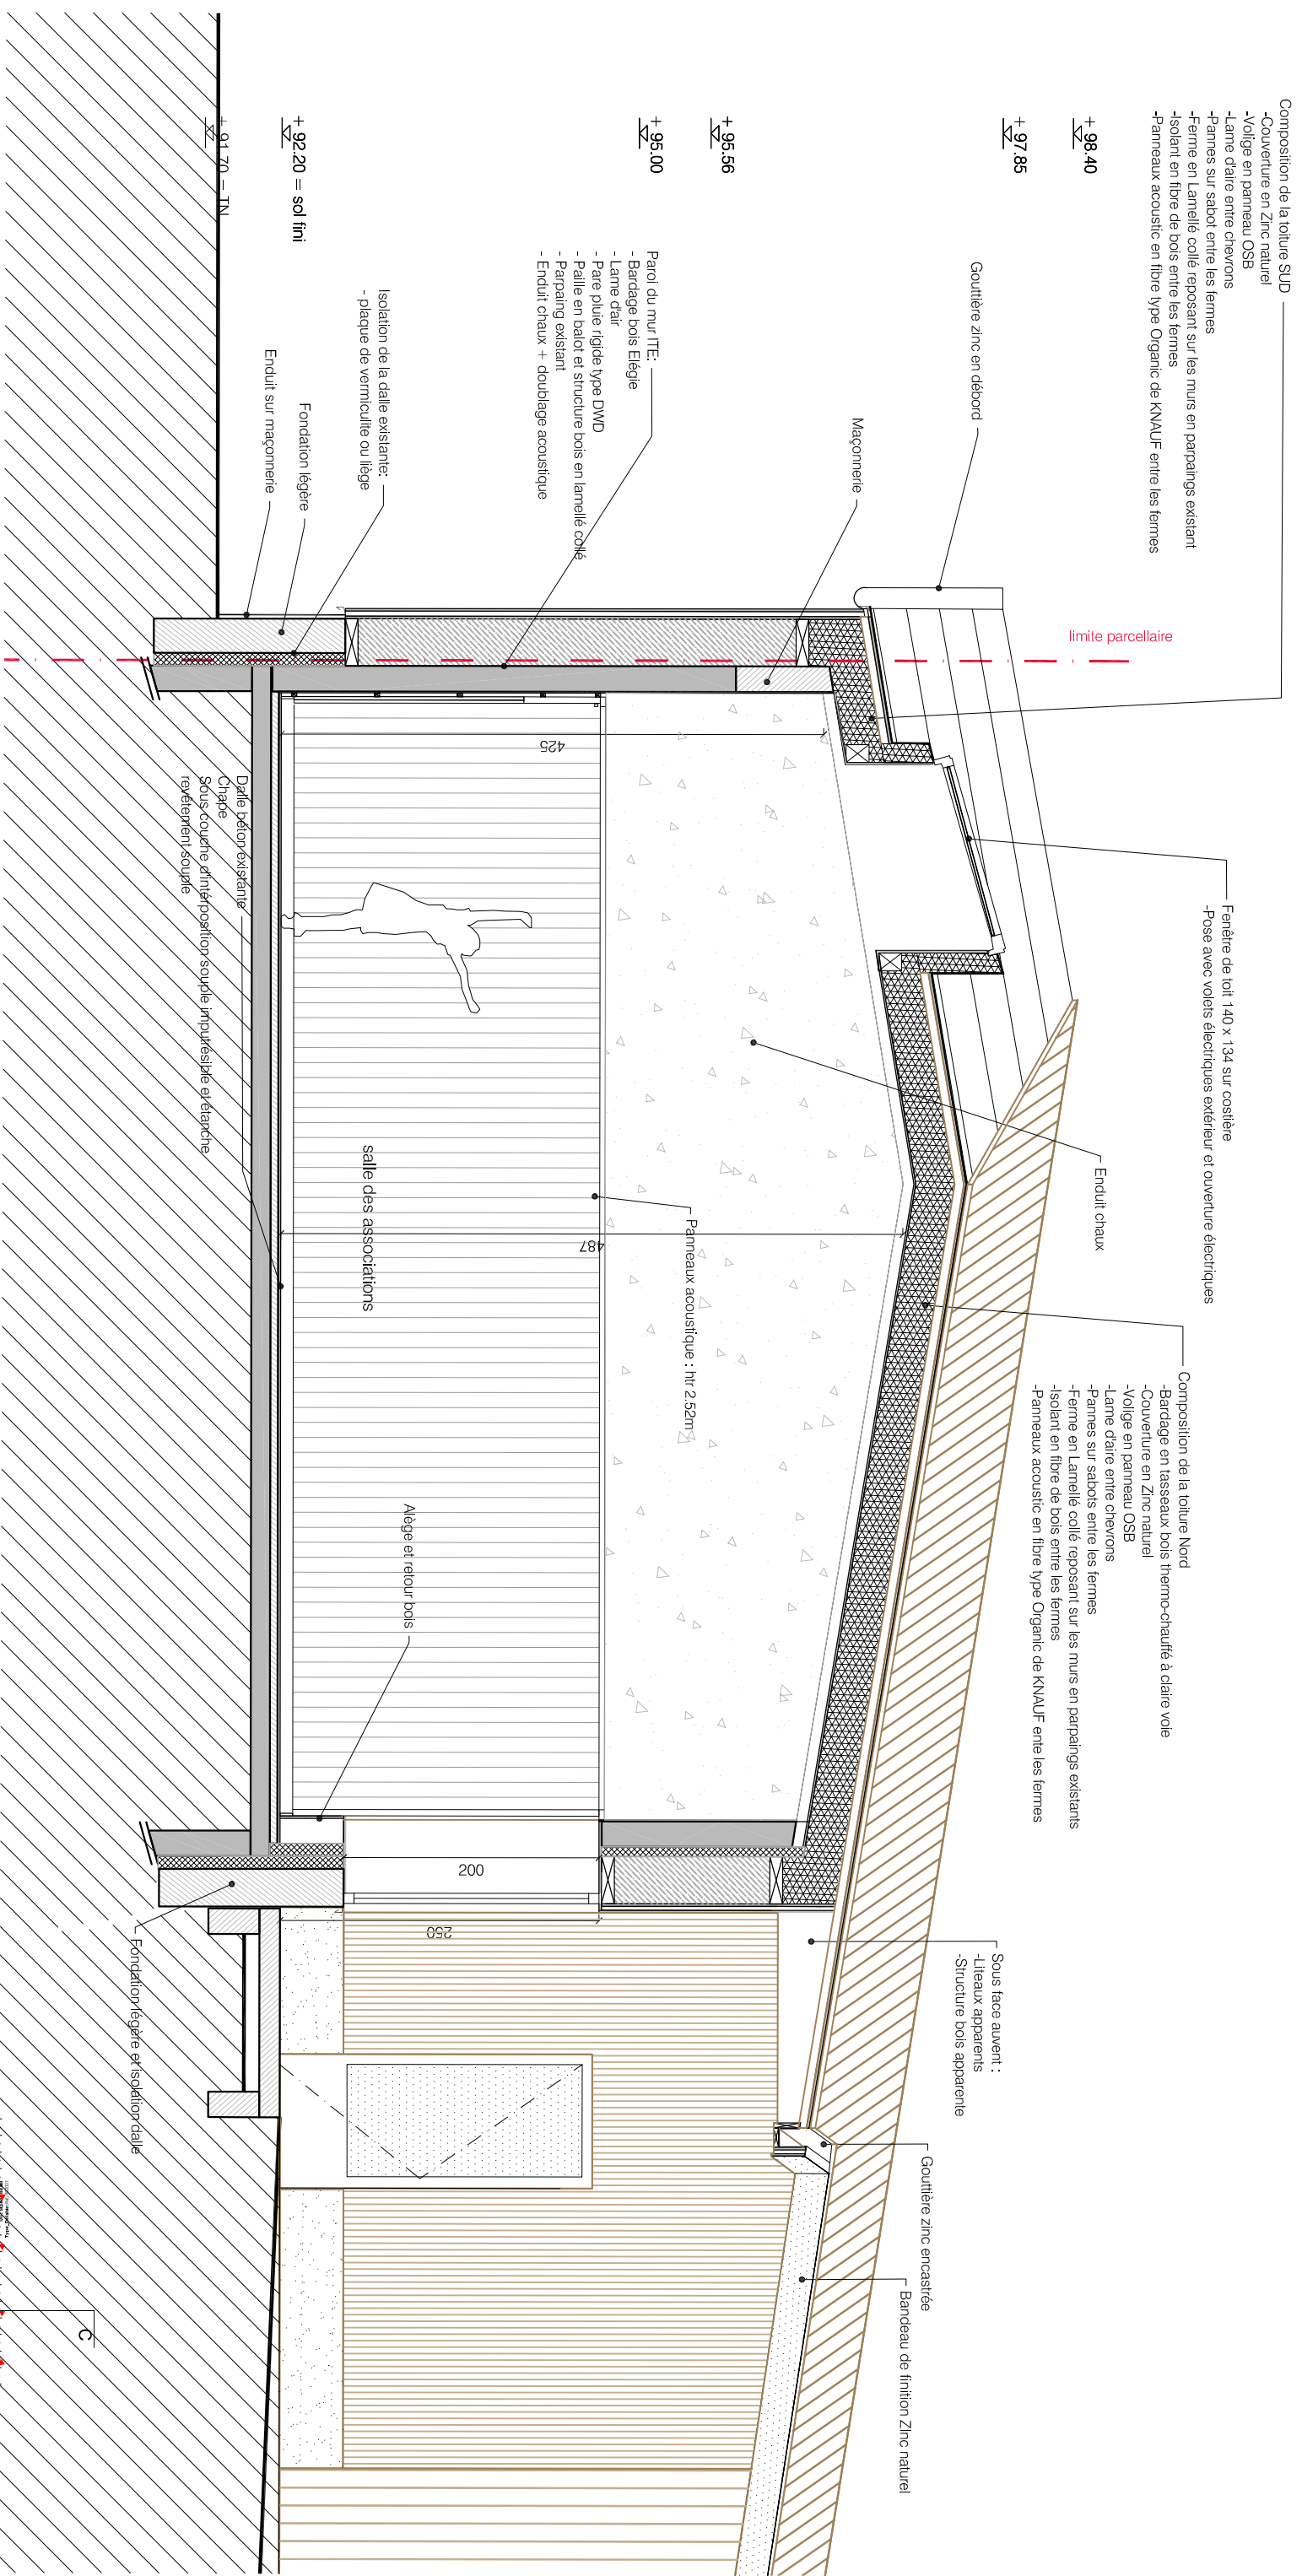 Composition de la toiture SUD
-Couverture en Zinc naturel
-Volige en panneau OSB
-Lame d'aire entre chevrons
-Pannes sur sabot entre les fermes
-Ferme en Lamellé collé reposant sur les murs en parpaings existant
-Isolant en fibre de bois entre les fermes
-Panneaux acoustic en fibre type Organic de KNAUF entre les fermes
Fenêtre de toit 140 x 134 sur costière
-Pose avec volets électriques extérieur et ouverture électriques
Composition de la toiture Nord
-Bardage en tasseaux bois thermo-chauffé à claire voie
-Couverture en Zinc naturel
-Volige en panneau OSB
-Lame d'aire entre chevrons
-Pannes sur sabots entre les fermes
-Ferme en Lamellé collé reposant sur les murs en parpaings existants
-Isolant en fibre de bois entre les fermes
-Panneaux acoustic en fibre type Organic de KNAUF ente les fermes
limite parcellaire
+ 98.40
+ 97.85
Gouttière zinc en débord
Enduit chaux
Sous face auvent :
-Liteaux apparents
-Structure bois apparente
Gouttière zinc encastrée
Bandeau de finition ZInc naturel
Maçonnerie
+ 95.56
+ 95.00
Paroi du mur ITE:
- Bardage bois Elégie
- Lame d'air
- Pare pluie rigide type DWD
- Paille en balot et structure bois en lamellé collé
- Parpaing existant
- Enduit chaux + doublage acoustique
Panneaux acoustique : htr 2.52m
425
487
Isolation de la dalle existante:
- plaque de vermiculite ou liège
salle des associations
Alège et retour bois
200
250
Fondation légère
Enduit sur maçonnerie
+ 92.20 = sol fini
+ 91.70 = TN
Dalle béton existante
Chape
Sous couche d'interposition souple imputrésible et étanche
revêtement souple
Fondation légère et isolation dalle
C